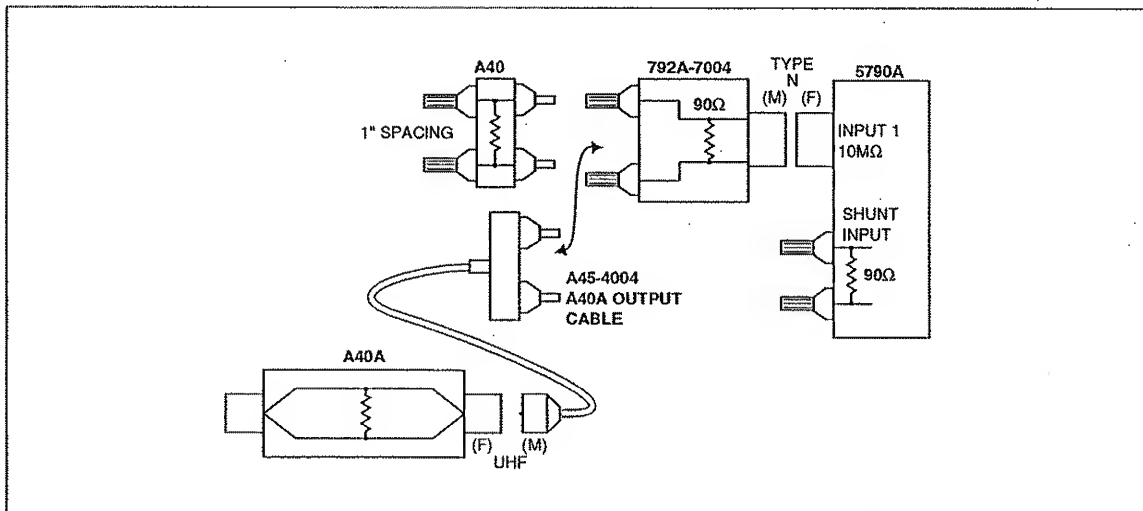 A40
792A-7004
TYPE
N
(M) (F)
5790A
1" SPACING
90Ω
INPUT 1
10MΩ
SHUNT
INPUT
90Ω
A45-4004
A40A OUTPUT
CABLE
A40A
(F) (M)
UHF